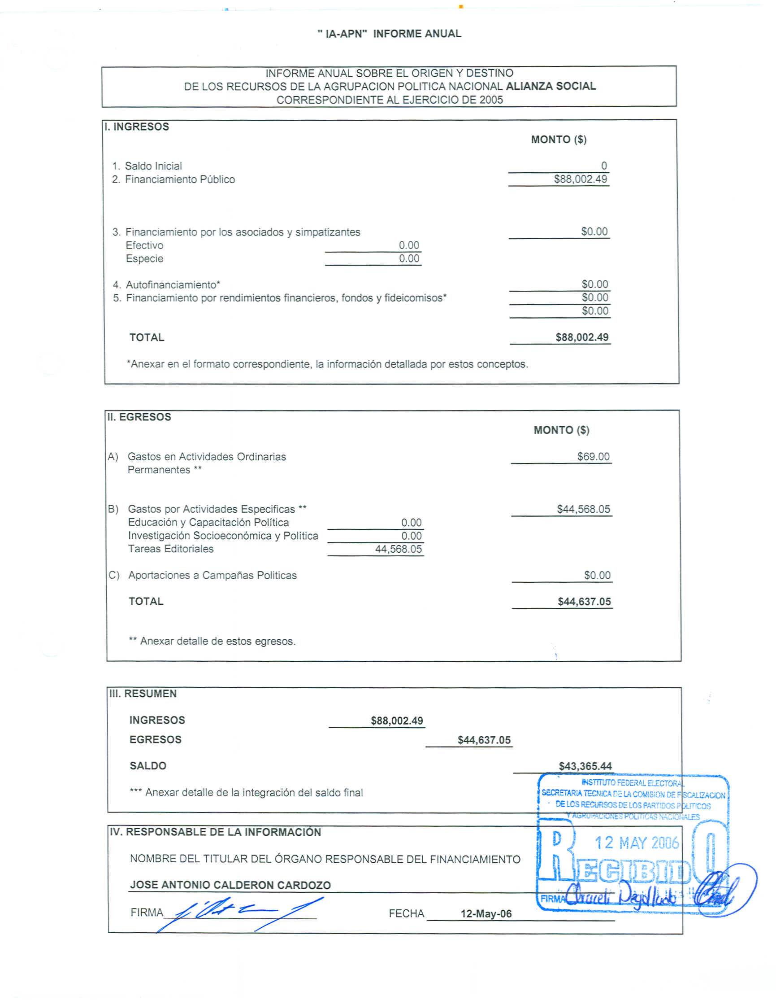 " IA-APN" INFORME ANUAL
INFORME ANUAL SOBRE EL ORIGEN Y DESTINO
DE LOS RECURSOS DE LA AGRUPACION POLITICA NACIONAL ALIANZA SOCIAL
CORRESPONDIENTE AL EJERCICIO DE 2005
I. INGRESOS
MONTO ($)
1. Saldo Inicial 0
2. Financiamiento Público $88,002.49
3. Financiamiento por los asociados y simpatizantes $0.00
Efectivo 0.00
Especie 0.00
4. Autofinanciamiento* $0.00
5. Financiamiento por rendimientos financieros, fondos y fideicomisos* $0.00
$0.00
TOTAL $88,002.49
*Anexar en el formato correspondiente, la información detallada por estos conceptos.
II. EGRESOS
MONTO ($)
A) Gastos en Actividades Ordinarias $69.00
Permanentes **
B) Gastos por Actividades Especificas ** $44,568.05
Educación y Capacitación Política 0.00
Investigación Socioeconómica y Política 0.00
Tareas Editoriales 44,568.05
C) Aportaciones a Campañas Politicas $0.00
TOTAL $44,637.05
** Anexar detalle de estos egresos.
III. RESUMEN
INGRESOS $88,002.49
EGRESOS $44,637.05
SALDO $43,365.44
*** Anexar detalle de la integración del saldo final
INSTITUTO FEDERAL ELECTORAL
SECRETARIA TECNICA DE LA COMISION DE FISCALIZACION
DE LOS RECURSOS DE LOS PARTIDOS POLITICOS
Y AGRUPACIONES POLITICAS NACIONALES
12 MAY 2006
RECIBIDO
FIRMA Araceli Degollado
IV. RESPONSABLE DE LA INFORMACIÓN
NOMBRE DEL TITULAR DEL ÓRGANO RESPONSABLE DEL FINANCIAMIENTO
JOSE ANTONIO CALDERON CARDOZO
FIRMA FECHA 12-May-06